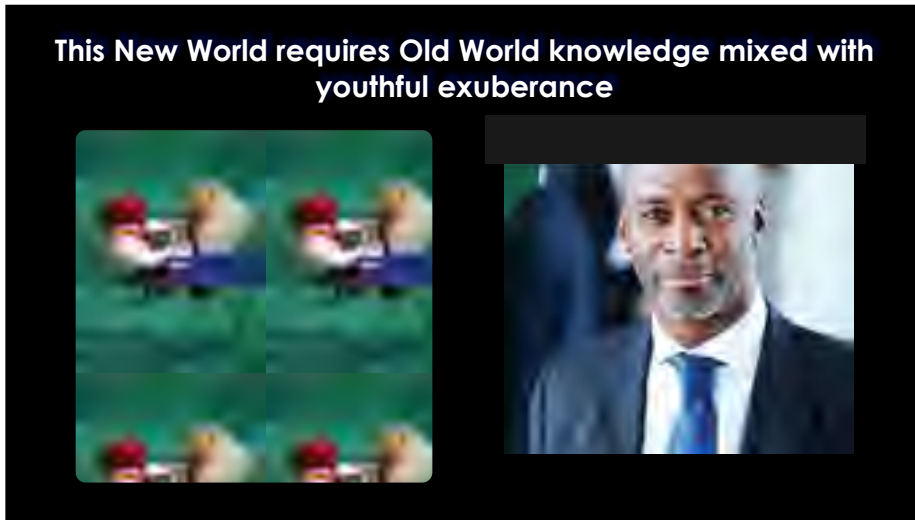 This New World requires Old World knowledge mixed with
youthful exuberance